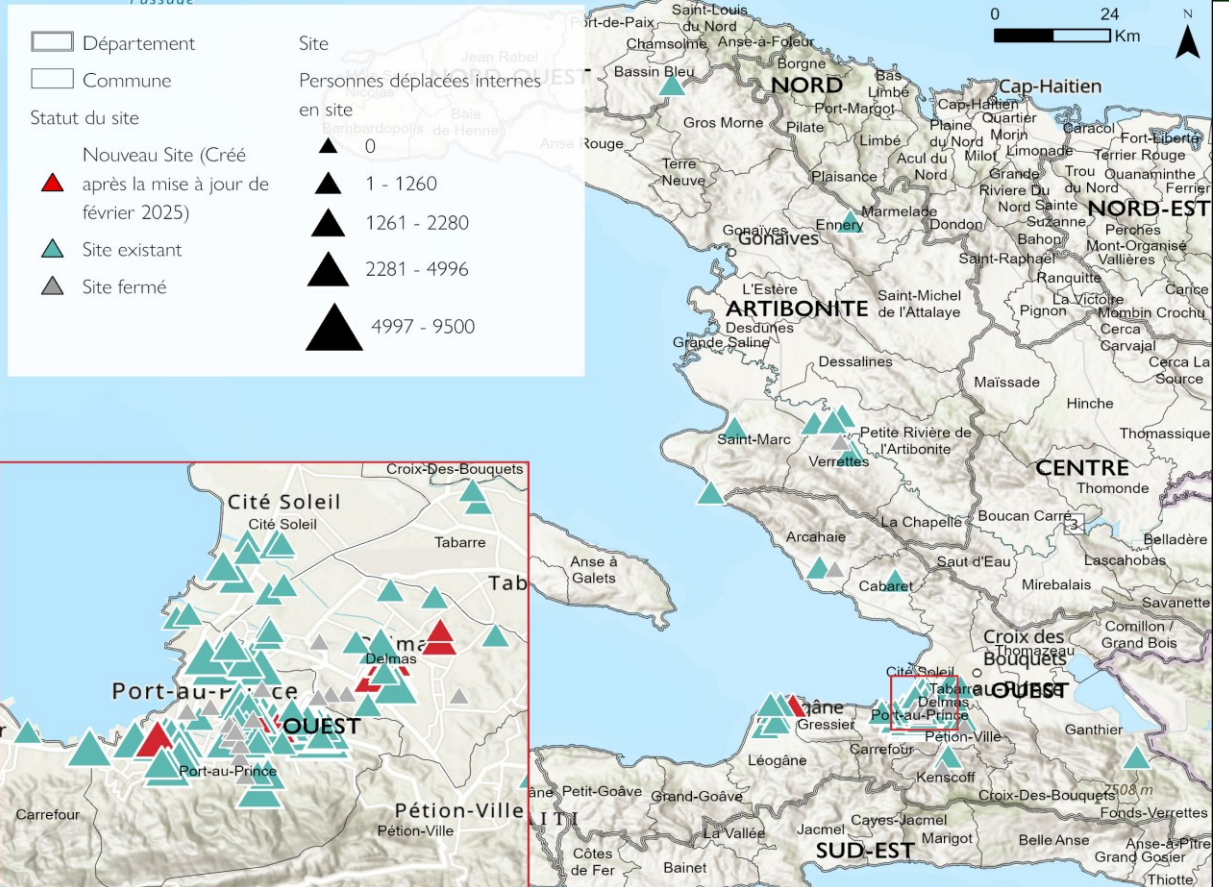 Passage
Département
Commune
Statut du site
Nouveau Site (Créé
après la mise à jour de
février 2025)
Site existant
Site fermé
Site
Personnes déplacées internes
en site
0
1 - 1260
1261 - 2280
2281 - 4996
4997 - 9500
0 24
Km
N
Port-de-Paix
Saint-Louis
du Nord
Anse-à-Foleur
Chamsolme
Jean Rabel
NORD-OUEST
Nicolas
Bassin Bleu
Borgne
NORD
Bas
Limbé
Cap-Haïtien
Bombardopolis
Baie
de Henne
Anse Rouge
Gros Morne
Port-Margot
Pilate
Limbé
Cap-Haïtien
Quartier
Morin
Plaine
du Nord
Caracol
Fort-Liberté
Acul du
Nord
Milot
Limonade
Terrier Rouge
Terre
Neuve
Plaisance
Grande
Riviere Du
Nord
Trou
du Nord
Ouanaminthe
Ferrier
Sainte
Suzanne
NORD-EST
Ennery
Marmelade
Dondon
Perches
Gonaïves
Gonaïves
Bahon
Mont-Organisé
Vallières
Saint-Raphaël
Ranquitte
Carice
L'Estère
Saint-Michel
de l'Attalaye
La Victoire
Pignon
Mombin Crochu
ARTIBONITE
Desdunes
Grande Saline
Cerca
Carvajal
Dessalines
Cerca La
Source
Maïssade
Hinche
Saint-Marc
Petite Rivière de
l'Artibonite
Thomassique
Verrettes
CENTRE
Thomonde
La Chapelle
Boucan Carré
3
Arcahaie
Belladère
Saut d'Eau
Lascahobas
Cabaret
Mirebalais
Savanette
Anse à
Galets
Cornillon /
Grand Bois
Croix des
Bouquets
Thomazeau
Cité Soleil
Tabarre
OUEST
Delmas
Port-au-Prince
Gressier
Ganthier
Pétion-Ville
Carrefour
Léogâne
Kenscoff
Croix-Des-Bouquets
2508 m
Fonds-Verrettes
Petit-Goâve
Grand-Goâve
La Vallée
Jacmel
Cayes-Jacmel
Marigot
Belle Anse
Anse-à-Pitre
Grand Gosier
SUD-EST
Côtes
de Fer
Bainet
Thiotte
Croix-Des-Bouquets
Cité Soleil
Cité Soleil
Tabarre
Tab
Delmas
Port-au-Prince
OUEST
Port-au-Prince
Carrefour
Pétion-Ville
Pétion-Ville